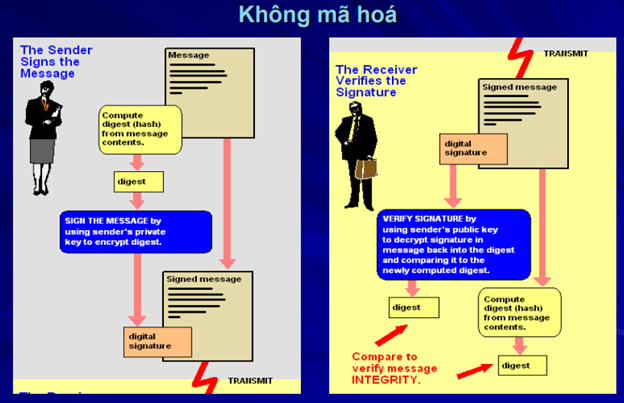 Không mã hoá
The Sender
Signs the
Message
Message
Compute
digest (hash)
from message
contents.
digest
SIGN THE MESSAGE by
using sender's private
key to encrypt digest.
Signed message
digital
signature
TRANSMIT
TRANSMIT
The Receiver
Verifies the
Signature
Signed message
digital
signature
VERIFY SIGNATURE by
using sender's public key
to decrypt signature in
message back into the digest
and comparing it to the
newly computed digest.
digest
Compute
digest (hash)
from message
contents.
Compare to
verify message
INTEGRITY.
digest